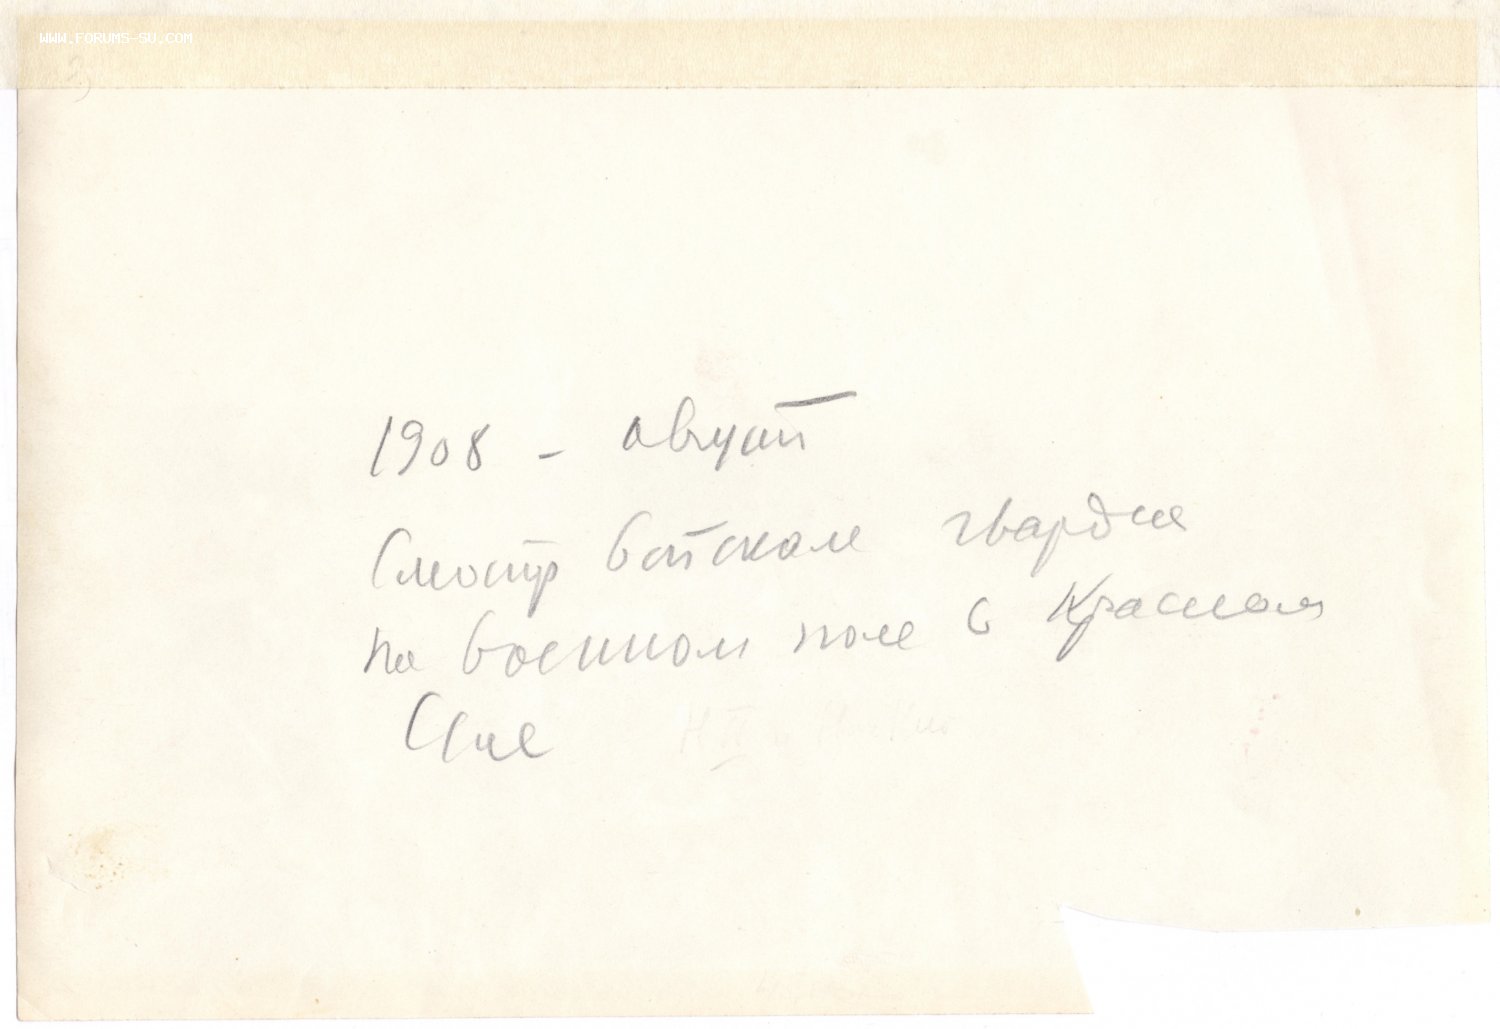 WWW.FORUMS-SU.COM
1908 - август
Смотр войскам гвардии
на военном поле в Красном
Селе